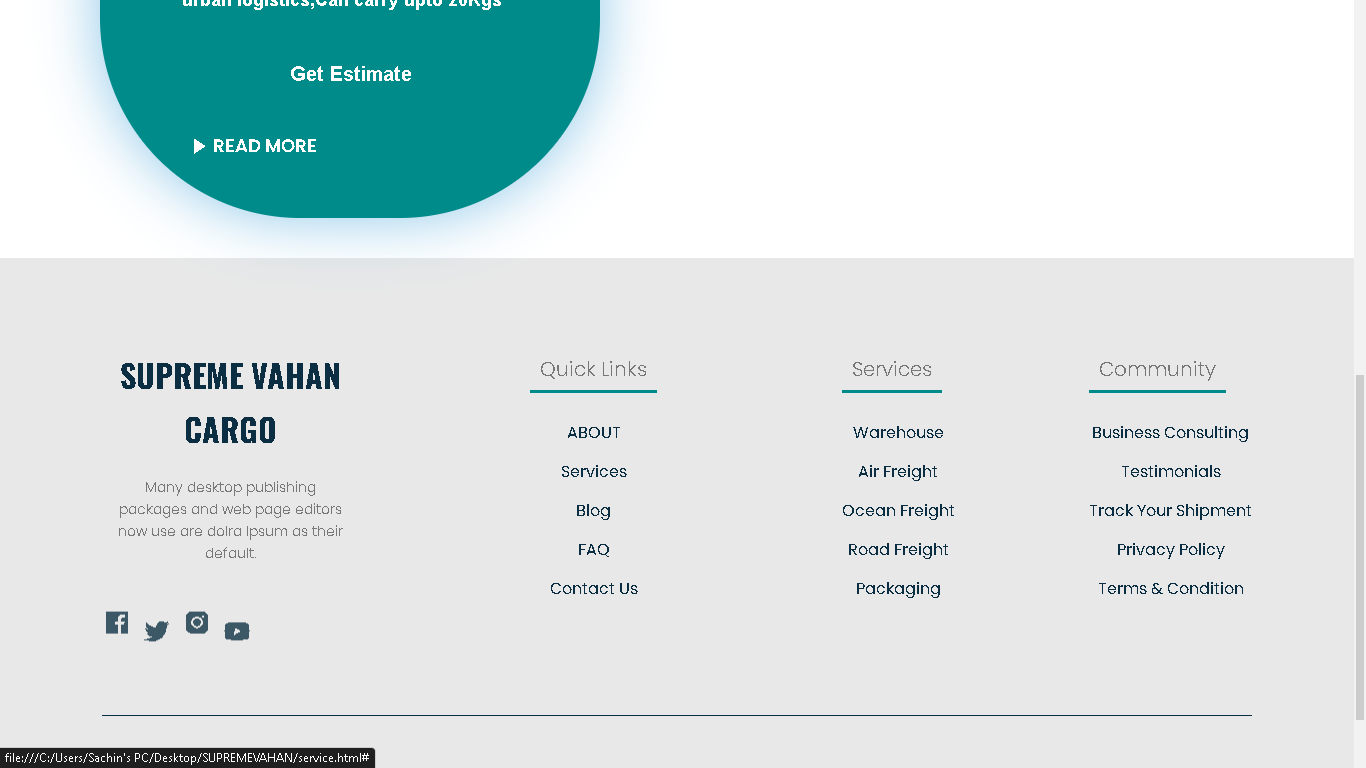 urban logistics,Can carry upto 20Kgs
Get Estimate
READ MORE
SUPREME VAHAN
CARGO
Many desktop publishing
packages and web page editors
now use are dolra Ipsum as their
default.
Quick Links
ABOUT
Services
Blog
FAQ
Contact Us
Services
Warehouse
Air Freight
Ocean Freight
Road Freight
Packaging
Community
Business Consulting
Testimonials
Track Your Shipment
Privacy Policy
Terms & Condition
file:///C:/Users/Sachin's PC/Desktop/SUPREMEVAHAN/service.html#